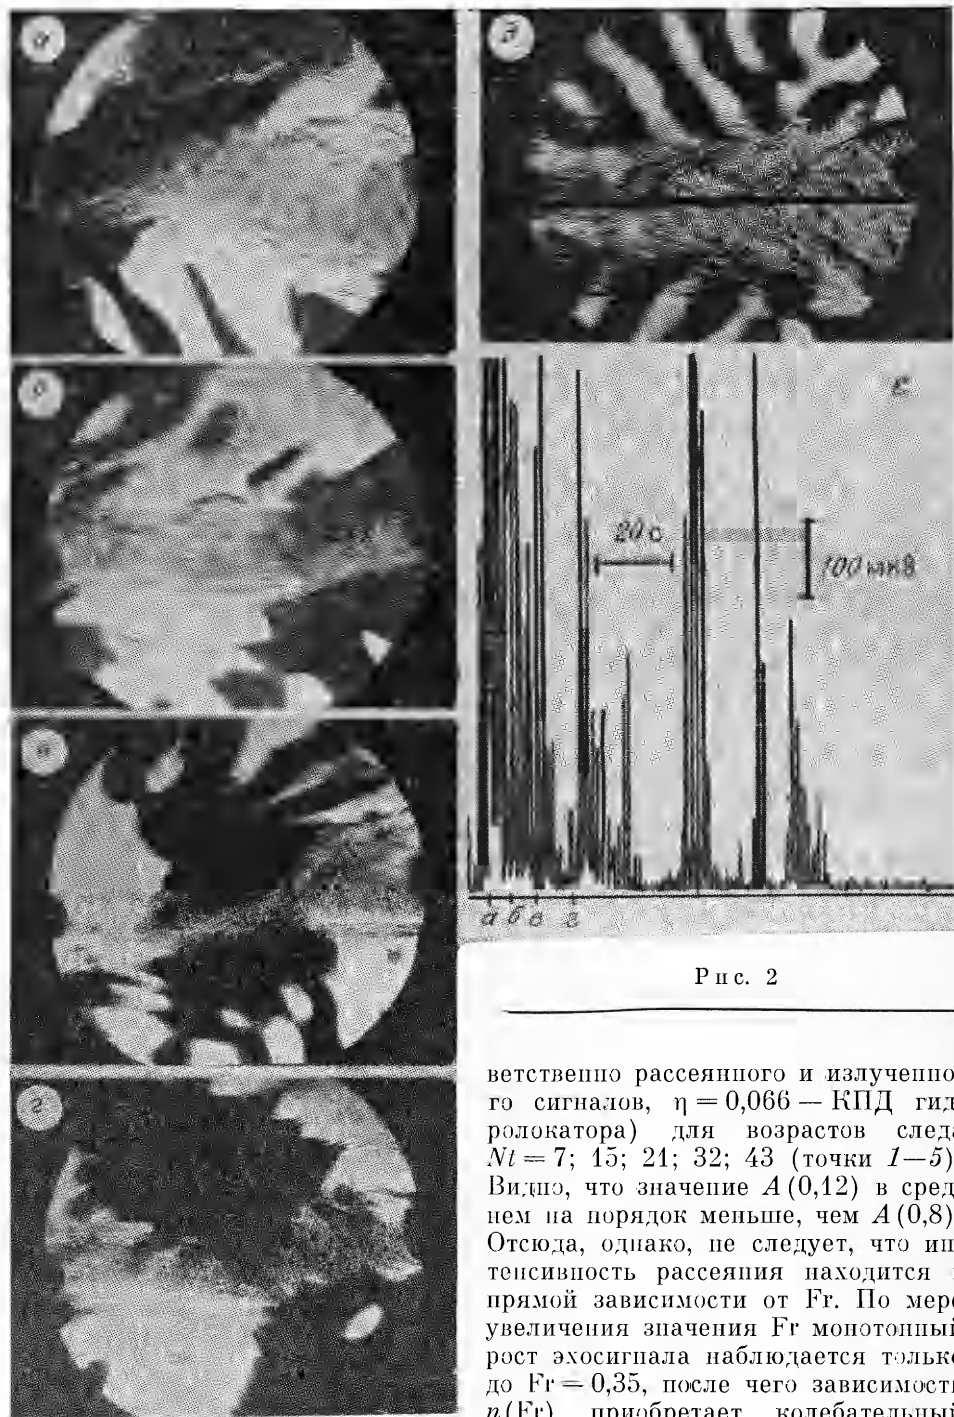 а
д
б
е
20 с
100 мкВ
в
а б в г
Рис. 2
г
ветственно рассеянного и излученно-
го сигналов, η = 0,066 — КПД гид
ролокатора) для возрастов следа
Nt = 7; 15; 21; 32; 43 (точки 1—5)
Видно, что значение A (0,12) в сред
нем на порядок меньше, чем A (0,8)
Отсюда, однако, не следует, что ин
тенсивность рассеяния находится
прямой зависимости от Fr. По мере
увеличения значения Fr монотонный
рост эхосигнала наблюдается только
до Fr = 0,35, после чего зависимость
n(Fr) приобретает колебательный